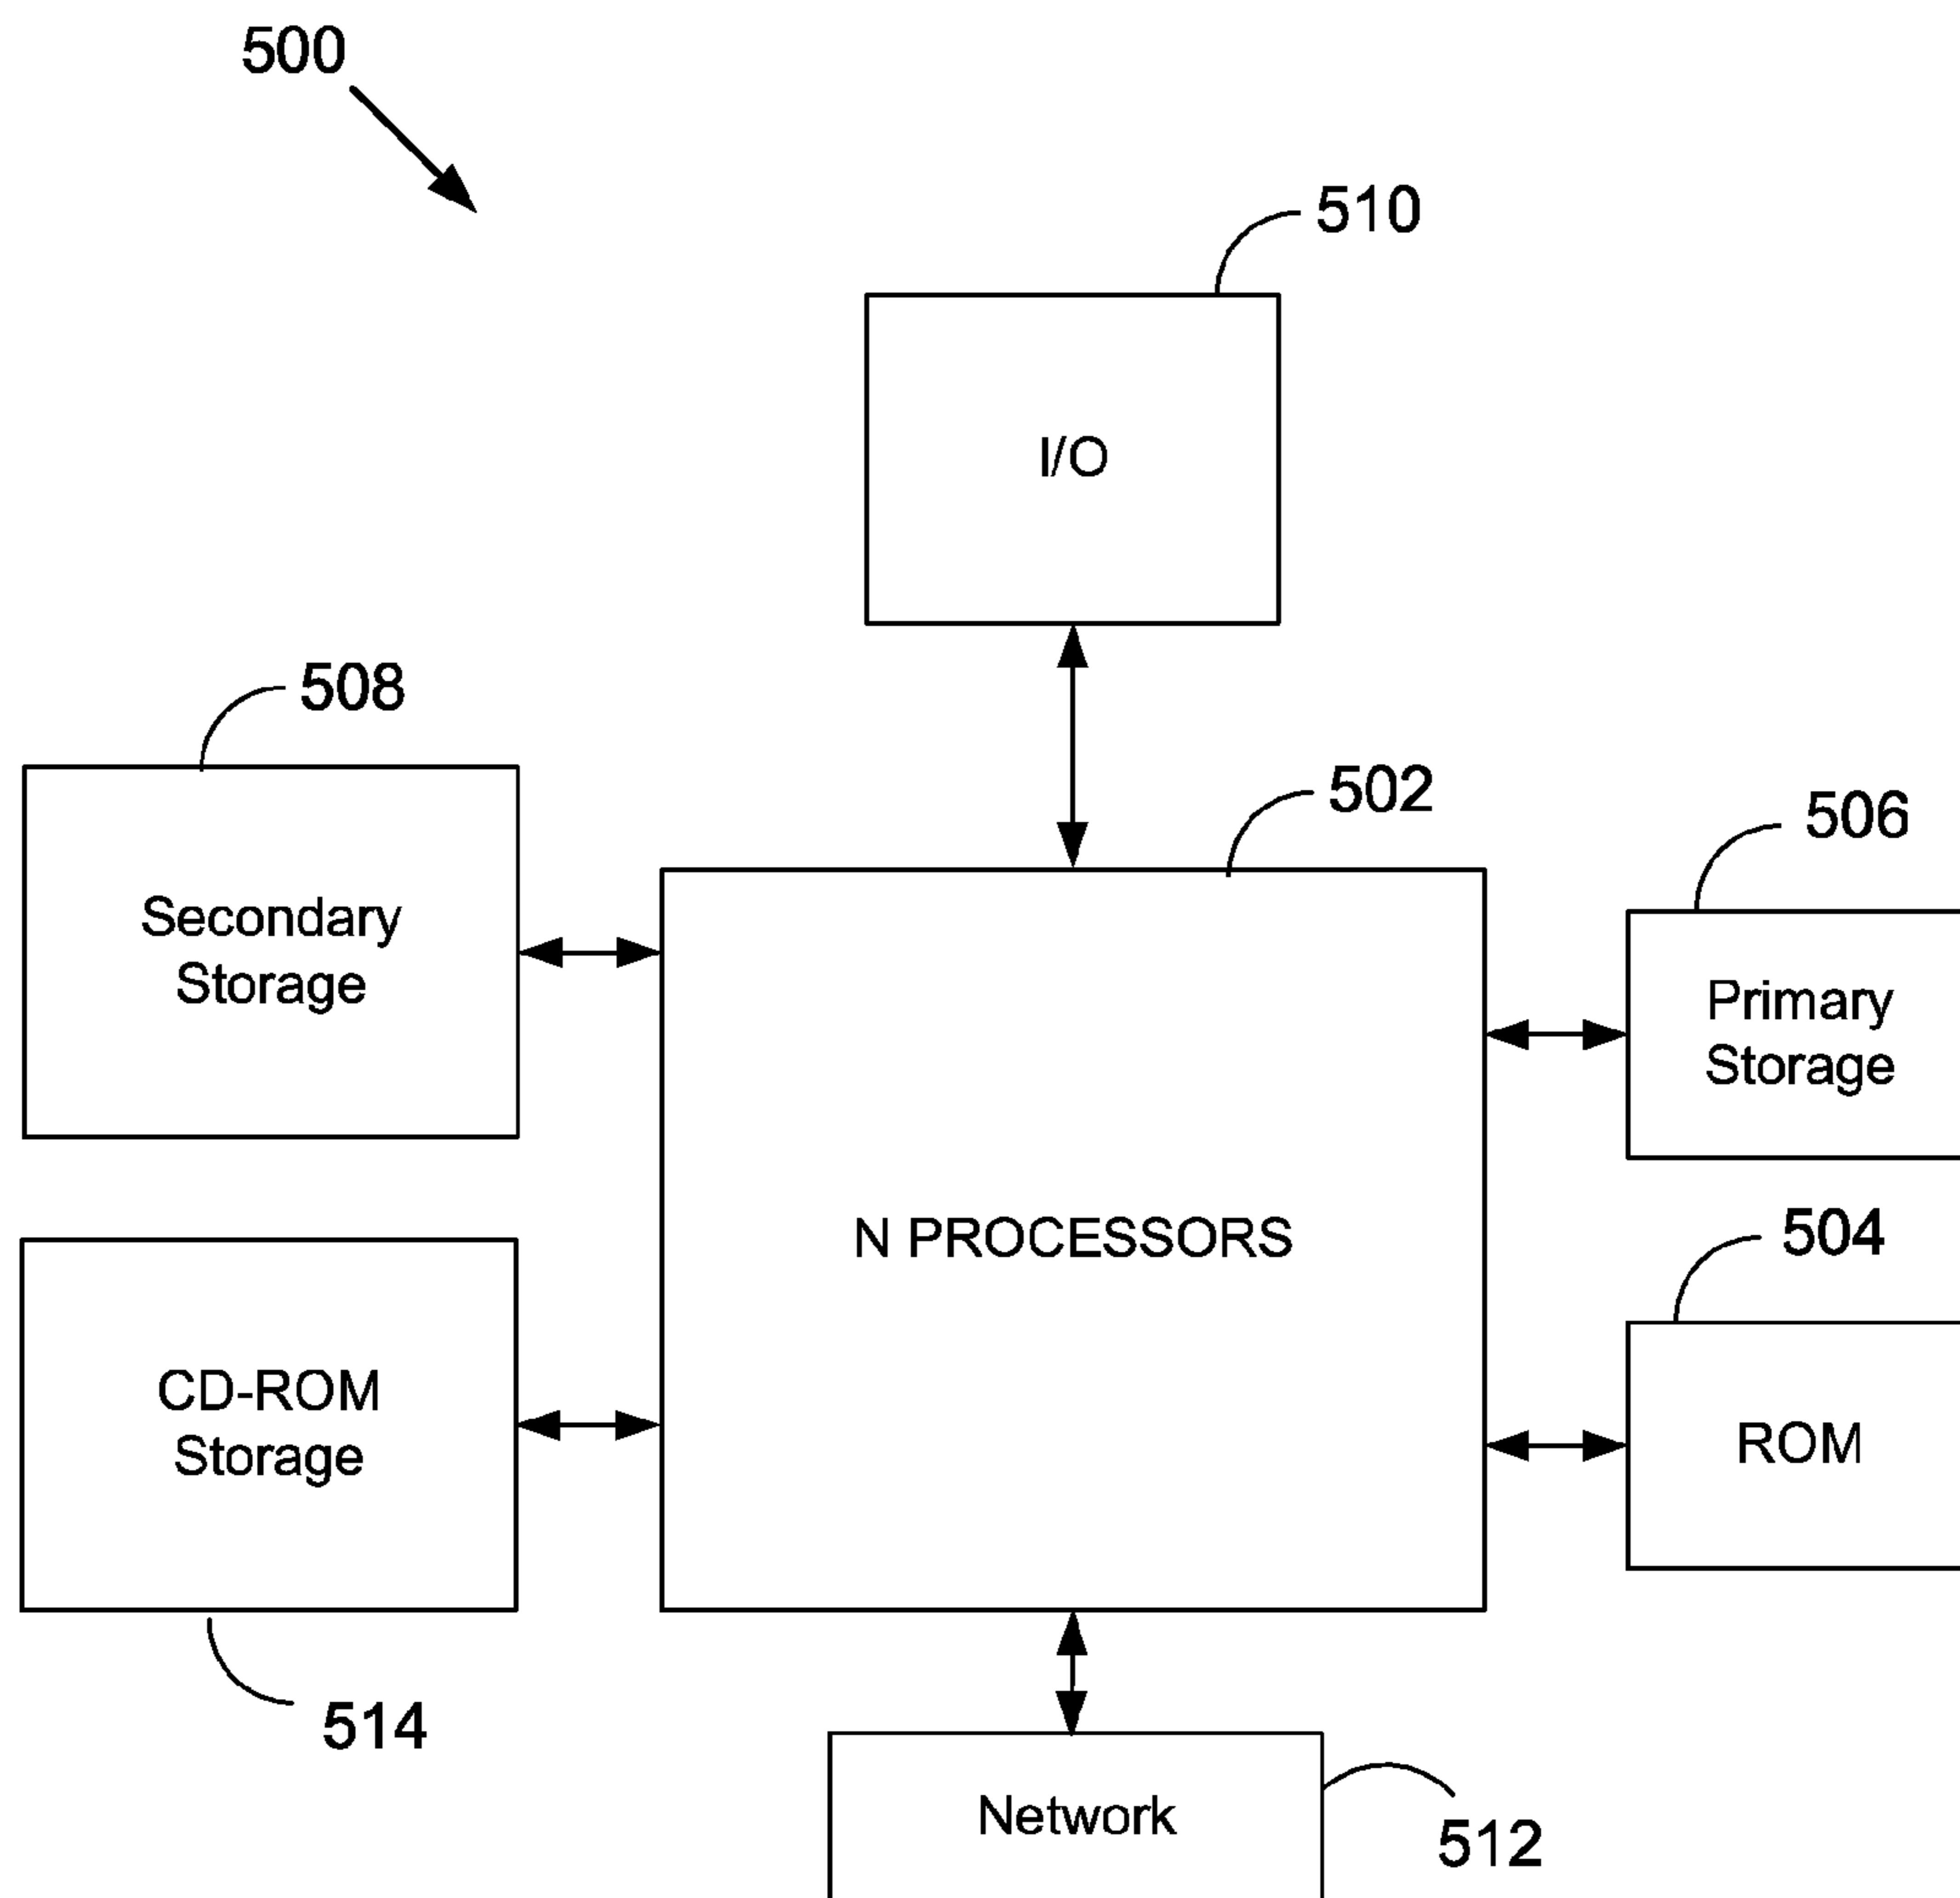 500
510
I/O
508
502
506
Secondary
Storage
Primary
Storage
504
N PROCESSORS
CD-ROM
Storage
ROM
514
Network
512